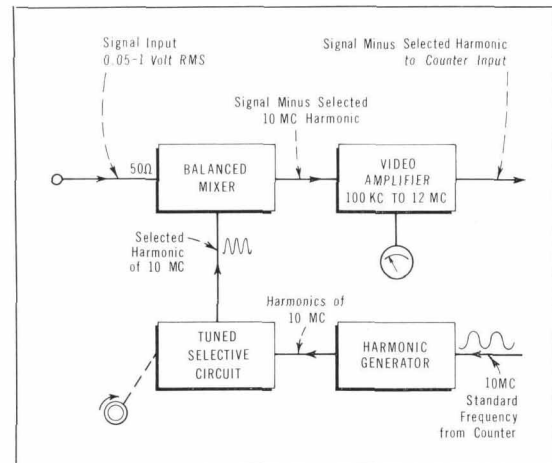 Signal Input
0.05-1 Volt RMS
Signal Minus Selected Harmonic
to Counter Input
Signal Minus Selected
10 MC Harmonic
50Ω
BALANCED
MIXER
VIDEO
AMPLIFIER
100 KC TO 12 MC
Selected
Harmonic
of 10 MC
Harmonics of
10 MC
TUNED
SELECTIVE
CIRCUIT
HARMONIC
GENERATOR
10MC
Standard
Frequency
from Counter